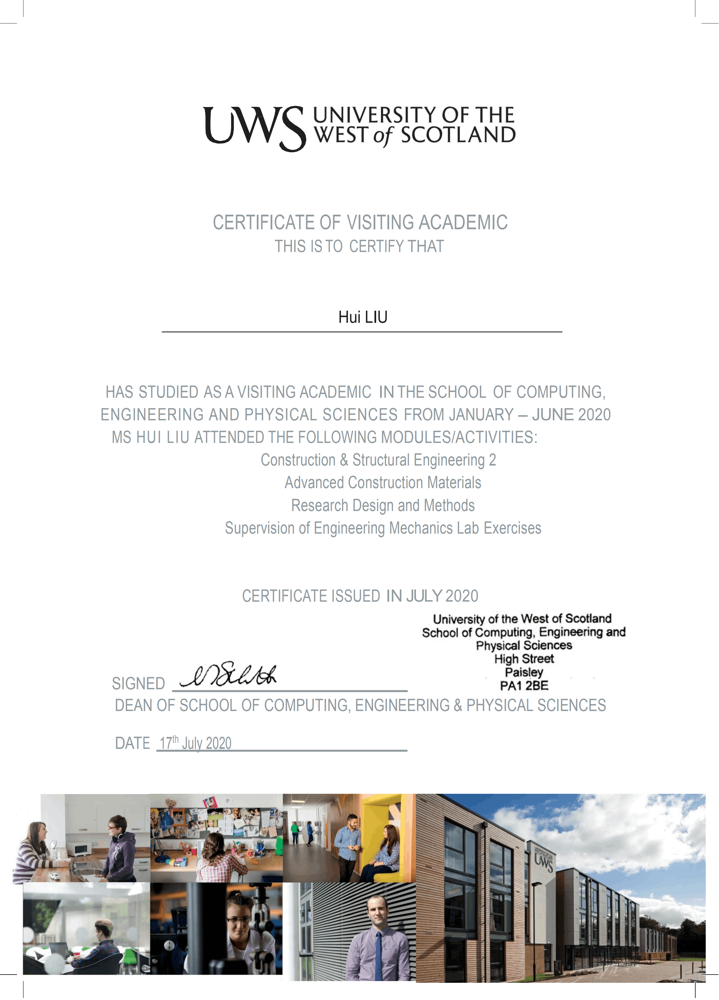 UWS UNIVERSITY OF THE
WEST of SCOTLAND
CERTIFICATE OF VISITING ACADEMIC
THIS IS TO CERTIFY THAT
Hui LIU
HAS STUDIED AS A VISITING ACADEMIC IN THE SCHOOL OF COMPUTING,
ENGINEERING AND PHYSICAL SCIENCES FROM JANUARY – JUNE 2020
MS HUI LIU ATTENDED THE FOLLOWING MODULES/ACTIVITIES:
Construction & Structural Engineering 2
Advanced Construction Materials
Research Design and Methods
Supervision of Engineering Mechanics Lab Exercises
CERTIFICATE ISSUED IN JULY 2020
University of the West of Scotland
School of Computing, Engineering and
Physical Sciences
High Street
Paisley
PA1 2BE
SIGNED
DEAN OF SCHOOL OF COMPUTING, ENGINEERING & PHYSICAL SCIENCES
DATE 17th July 2020
UWS